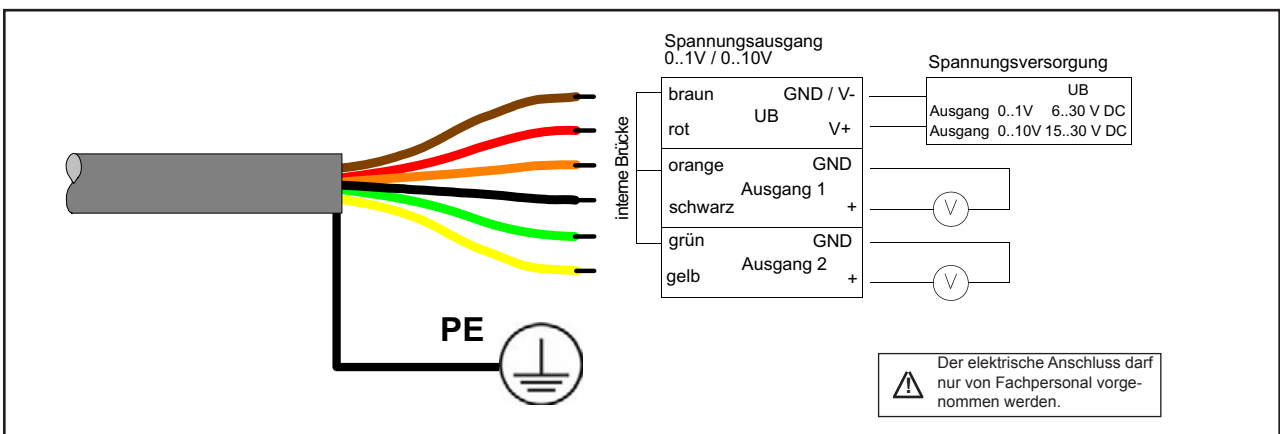 Spannungsausgang
0..1V / 0..10V
Spannungsversorgung
braun GND / V-
UB
rot V+
UB
Ausgang 0..1V 6..30 V DC
Ausgang 0..10V 15..30 V DC
interne Brücke
orange GND
Ausgang 1
schwarz +
V
grün GND
Ausgang 2
gelb +
V
PE
Der elektrische Anschluss darf
nur von Fachpersonal vorge-
nommen werden.